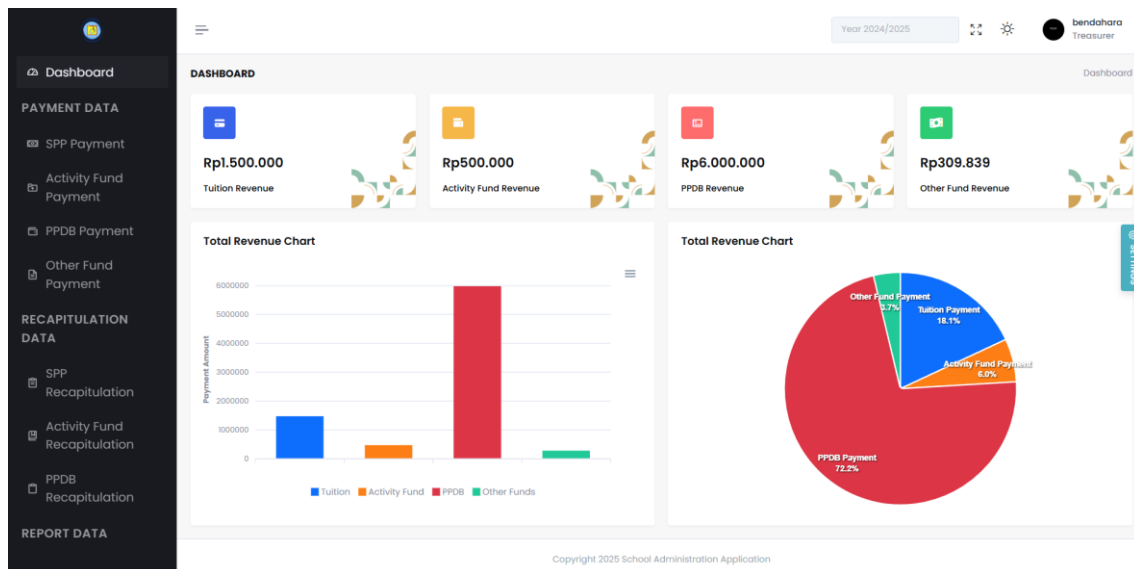 Year 2024/2025
bendahara
Treasurer
Dashboard
PAYMENT DATA
SPP Payment
Activity Fund
Payment
PPDB Payment
Other Fund
Payment
RECAPITULATION
DATA
SPP
Recapitulation
Activity Fund
Recapitulation
PPDB
Recapitulation
REPORT DATA
DASHBOARD
Dashboard
Rp1.500.000
Tuition Revenue
Rp500.000
Activity Fund Revenue
Rp6.000.000
PPDB Revenue
Rp309.839
Other Fund Revenue
Total Revenue Chart
Payment Amount
6000000
5000000
4000000
3000000
2000000
1000000
0
Tuition Activity Fund PPDB Other Funds
Total Revenue Chart
Other Fund Payment
3.7%
Tuition Payment
18.1%
Activity Fund Payment
6.0%
PPDB Payment
72.2%
SETTINGS
Copyright 2025 School Administration Application